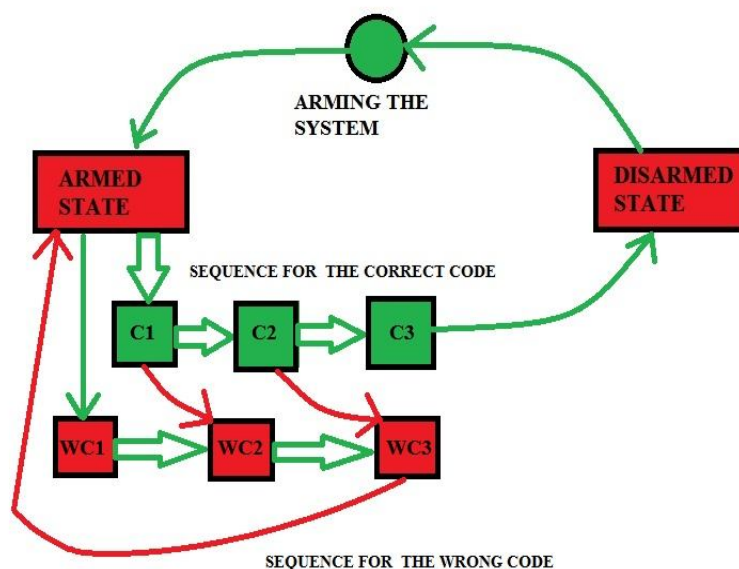 ARMING THE
SYSTEM
ARMED
STATE
DISARMED
STATE
SEQUENCE FOR THE CORRECT CODE
C1
C2
C3
WC1
WC2
WC3
SEQUENCE FOR THE WRONG CODE